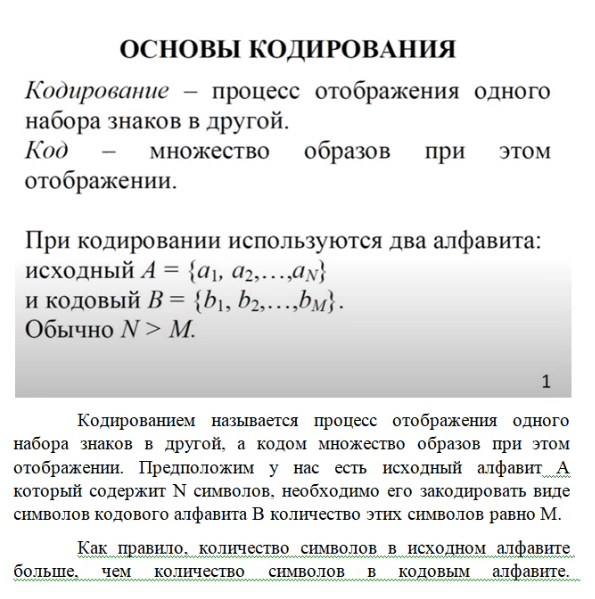 ОСНОВЫ КОДИРОВАНИЯ
Кодирование – процесс отображения одного
набора знаков в другой.
Код – множество образов при этом
отображении.
При кодировании используются два алфавита:
исходный A = {a₁, a₂,…,a_N}
и кодовый B = {b₁, b₂,…,b_M}.
Обычно N > M.
1
Кодированием называется процесс отображения одного
набора знаков в другой, а кодом множество образов при этом
отображении. Предположим у нас есть исходный алфавит А
который содержит N символов, необходимо его закодировать виде
символов кодового алфавита В количество этих символов равно М.
Как правило, количество символов в исходном алфавите
больше, чем количество символов в кодовым алфавите.